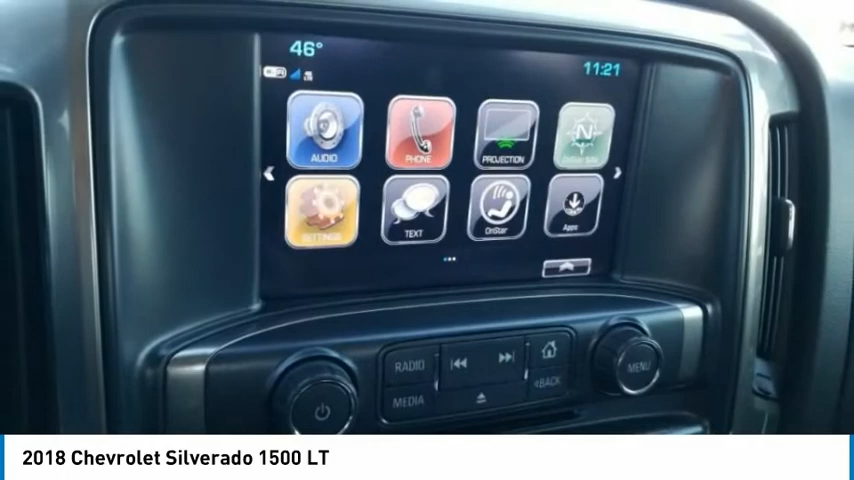 46°
11:21
AUDIO
PHONE
PROJECTION
SETTINGS
TEXT
OnStar
Apps
RADIO
MEDIA
BACK
MENU
2018 Chevrolet Silverado 1500 LT